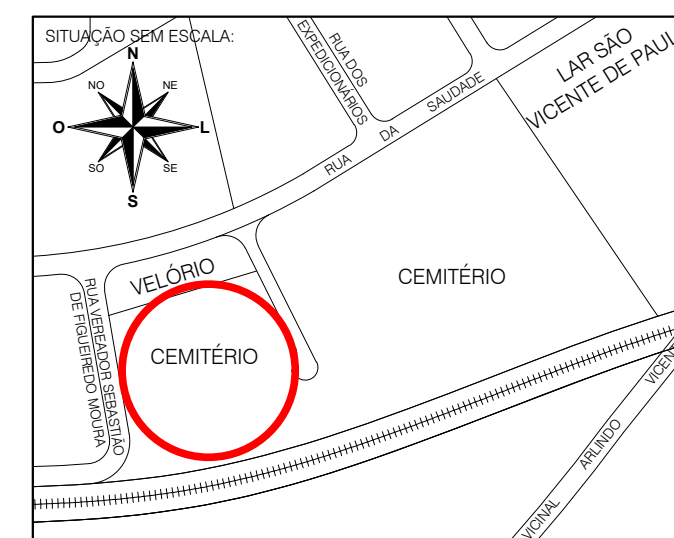 SITUAÇÃO SEM ESCALA:
N
NO
NE
O
L
SO
SE
S
RUA DOS
EXPEDICIONÁRIOS
RUA DA SAUDADE
LAR SÃO
VICENTE DE PAUL
VELÓRIO
CEMITÉRIO
CEMITÉRIO
RUA VEREADOR SEBASTIÃO
DE FIGUEIREDO MOURA
VICINAL ARLINDO VICENT